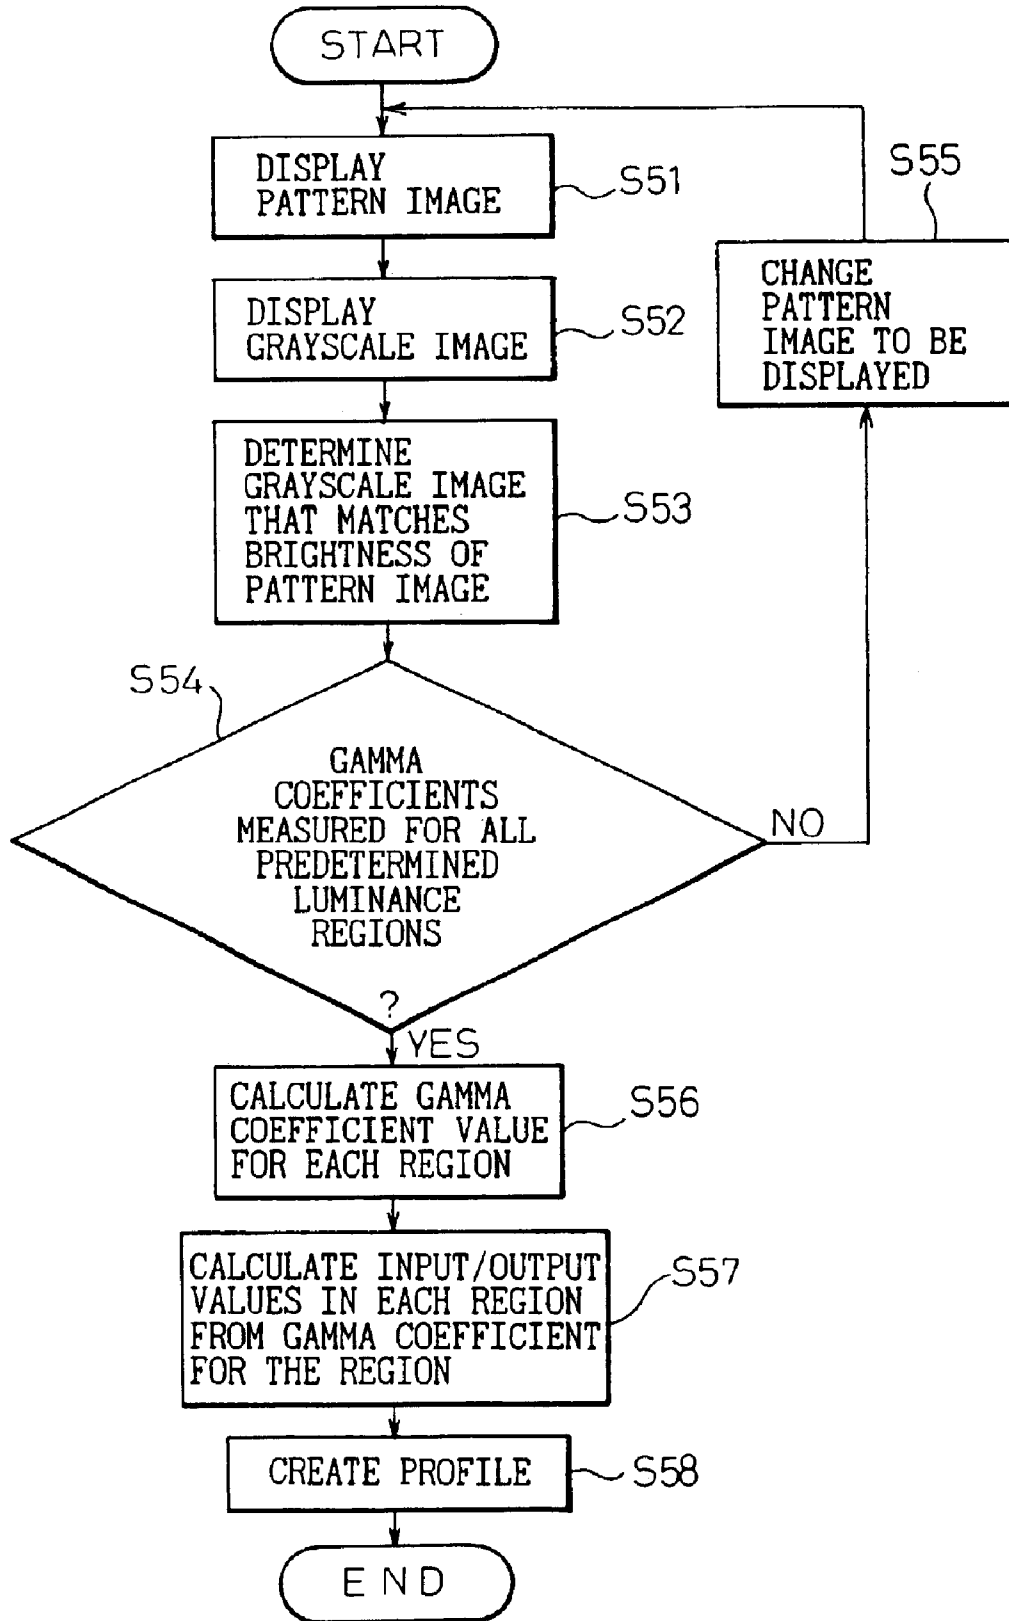 START
DISPLAY
PATTERN IMAGE
S51
S55
CHANGE
PATTERN
IMAGE TO BE
DISPLAYED
DISPLAY
GRAYSCALE IMAGE
S52
DETERMINE
GRAYSCALE IMAGE
THAT MATCHES
BRIGHTNESS OF
PATTERN IMAGE
S53
S54
GAMMA
COEFFICIENTS
MEASURED FOR ALL
PREDETERMINED
LUMINANCE
REGIONS
?
NO
YES
CALCULATE GAMMA
COEFFICIENT VALUE
FOR EACH REGION
S56
CALCULATE INPUT/OUTPUT
VALUES IN EACH REGION
FROM GAMMA COEFFICIENT
FOR THE REGION
S57
CREATE PROFILE
S58
END